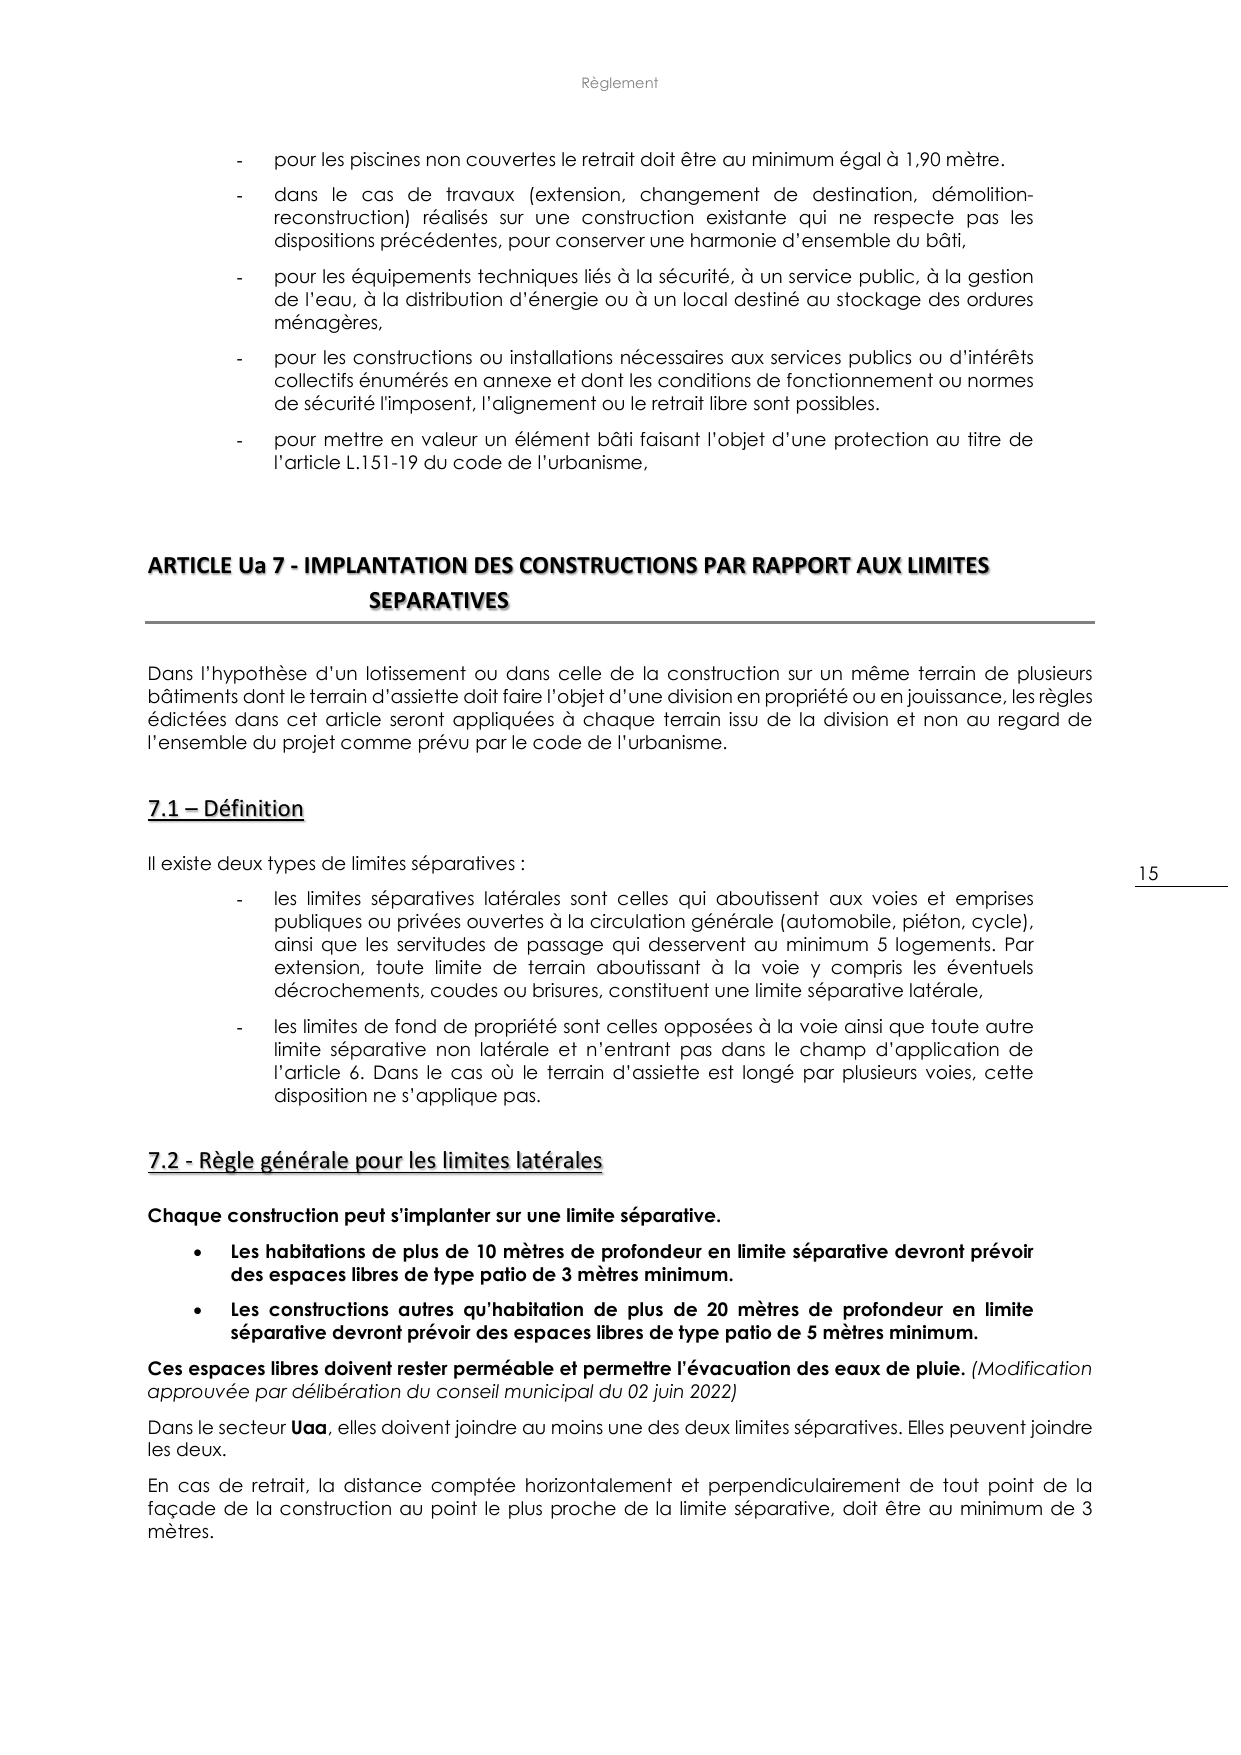 Règlement
- pour les piscines non couvertes le retrait doit être au minimum égal à 1,90 mètre.
- dans le cas de travaux (extension, changement de destination, démolition-
reconstruction) réalisés sur une construction existante qui ne respecte pas les
dispositions précédentes, pour conserver une harmonie d’ensemble du bâti,
- pour les équipements techniques liés à la sécurité, à un service public, à la gestion
de l’eau, à la distribution d’énergie ou à un local destiné au stockage des ordures
ménagères,
- pour les constructions ou installations nécessaires aux services publics ou d’intérêts
collectifs énumérés en annexe et dont les conditions de fonctionnement ou normes
de sécurité l'imposent, l’alignement ou le retrait libre sont possibles.
- pour mettre en valeur un élément bâti faisant l’objet d’une protection au titre de
l’article L.151-19 du code de l’urbanisme,
ARTICLE Ua 7 - IMPLANTATION DES CONSTRUCTIONS PAR RAPPORT AUX LIMITES
SEPARATIVES
Dans l’hypothèse d’un lotissement ou dans celle de la construction sur un même terrain de plusieurs
bâtiments dont le terrain d’assiette doit faire l’objet d’une division en propriété ou en jouissance, les règles
édictées dans cet article seront appliquées à chaque terrain issu de la division et non au regard de
l’ensemble du projet comme prévu par le code de l’urbanisme.
7.1 – Définition
Il existe deux types de limites séparatives :
15
- les limites séparatives latérales sont celles qui aboutissent aux voies et emprises
publiques ou privées ouvertes à la circulation générale (automobile, piéton, cycle),
ainsi que les servitudes de passage qui desservent au minimum 5 logements. Par
extension, toute limite de terrain aboutissant à la voie y compris les éventuels
décrochements, coudes ou brisures, constituent une limite séparative latérale,
- les limites de fond de propriété sont celles opposées à la voie ainsi que toute autre
limite séparative non latérale et n’entrant pas dans le champ d’application de
l’article 6. Dans le cas où le terrain d’assiette est longé par plusieurs voies, cette
disposition ne s’applique pas.
7.2 - Règle générale pour les limites latérales
Chaque construction peut s’implanter sur une limite séparative.
• Les habitations de plus de 10 mètres de profondeur en limite séparative devront prévoir
des espaces libres de type patio de 3 mètres minimum.
• Les constructions autres qu’habitation de plus de 20 mètres de profondeur en limite
séparative devront prévoir des espaces libres de type patio de 5 mètres minimum.
Ces espaces libres doivent rester perméable et permettre l’évacuation des eaux de pluie. (Modification
approuvée par délibération du conseil municipal du 02 juin 2022)
Dans le secteur Uaa, elles doivent joindre au moins une des deux limites séparatives. Elles peuvent joindre
les deux.
En cas de retrait, la distance comptée horizontalement et perpendiculairement de tout point de la
façade de la construction au point le plus proche de la limite séparative, doit être au minimum de 3
mètres.